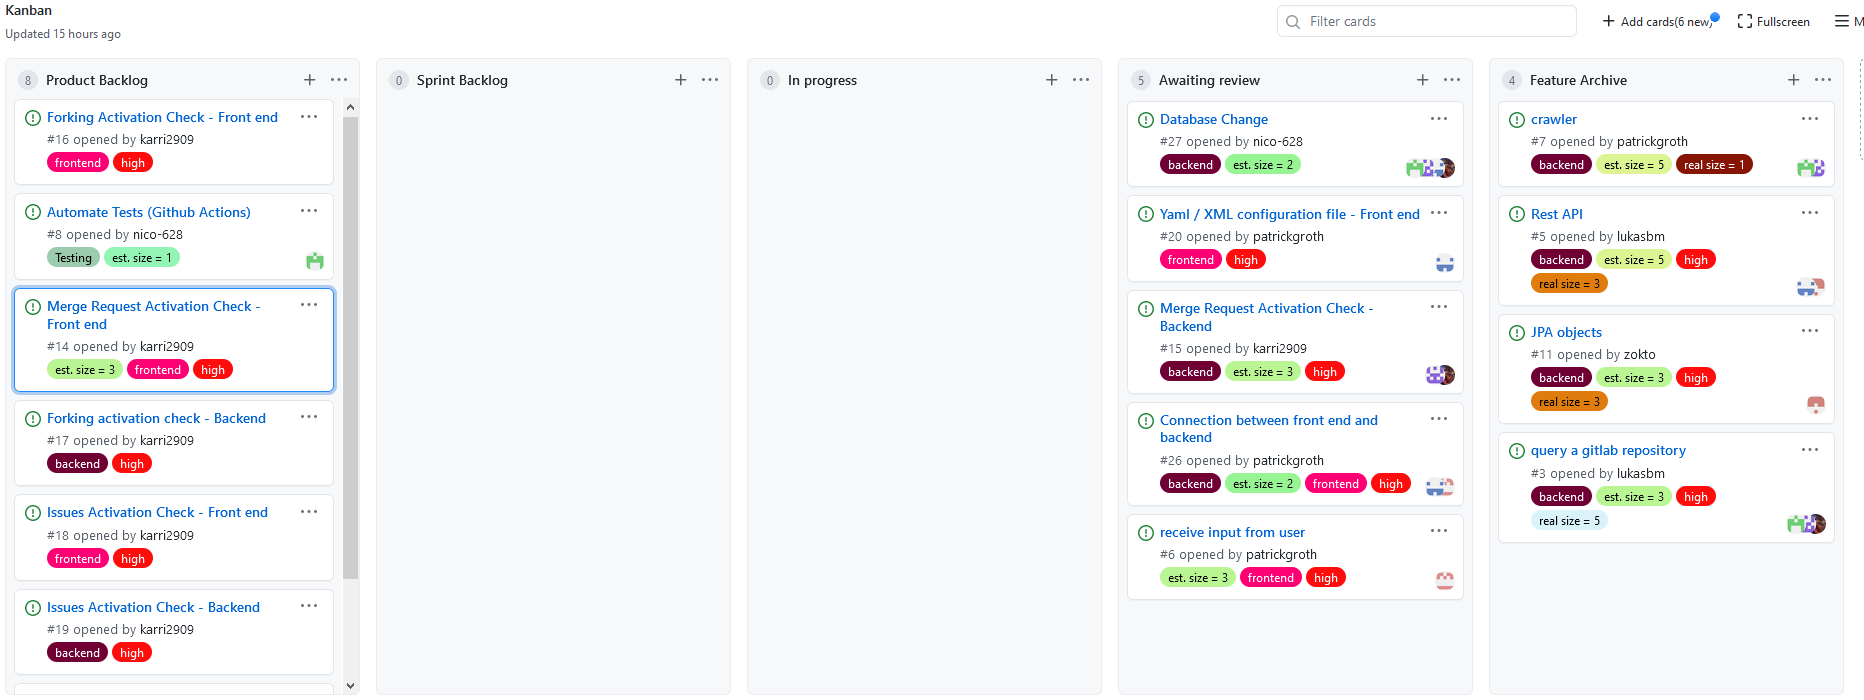 Kanban
Updated 15 hours ago
Filter cards
Add cards(6 new)
Fullscreen
M
8 Product Backlog
Forking Activation Check - Front end
#16 opened by karri2909
frontend high
Automate Tests (Github Actions)
#8 opened by nico-628
Testing est. size = 1
Merge Request Activation Check -
Front end
#14 opened by karri2909
est. size = 3 frontend high
Forking activation check - Backend
#17 opened by karri2909
backend high
Issues Activation Check - Front end
#18 opened by karri2909
frontend high
Issues Activation Check - Backend
#19 opened by karri2909
backend high
0 Sprint Backlog
0 In progress
5 Awaiting review
Database Change
#27 opened by nico-628
backend est. size = 2
Yaml / XML configuration file - Front end
#20 opened by patrickgroth
frontend high
Merge Request Activation Check -
Backend
#15 opened by karri2909
backend est. size = 3 high
Connection between front end and
backend
#26 opened by patrickgroth
backend est. size = 2 frontend high
receive input from user
#6 opened by patrickgroth
est. size = 3 frontend high
4 Feature Archive
crawler
#7 opened by patrickgroth
backend est. size = 5 real size = 1
Rest API
#5 opened by lukasbm
backend est. size = 5 high
real size = 3
JPA objects
#11 opened by zokto
backend est. size = 3 high
real size = 3
query a gitlab repository
#3 opened by lukasbm
backend est. size = 3 high
real size = 5